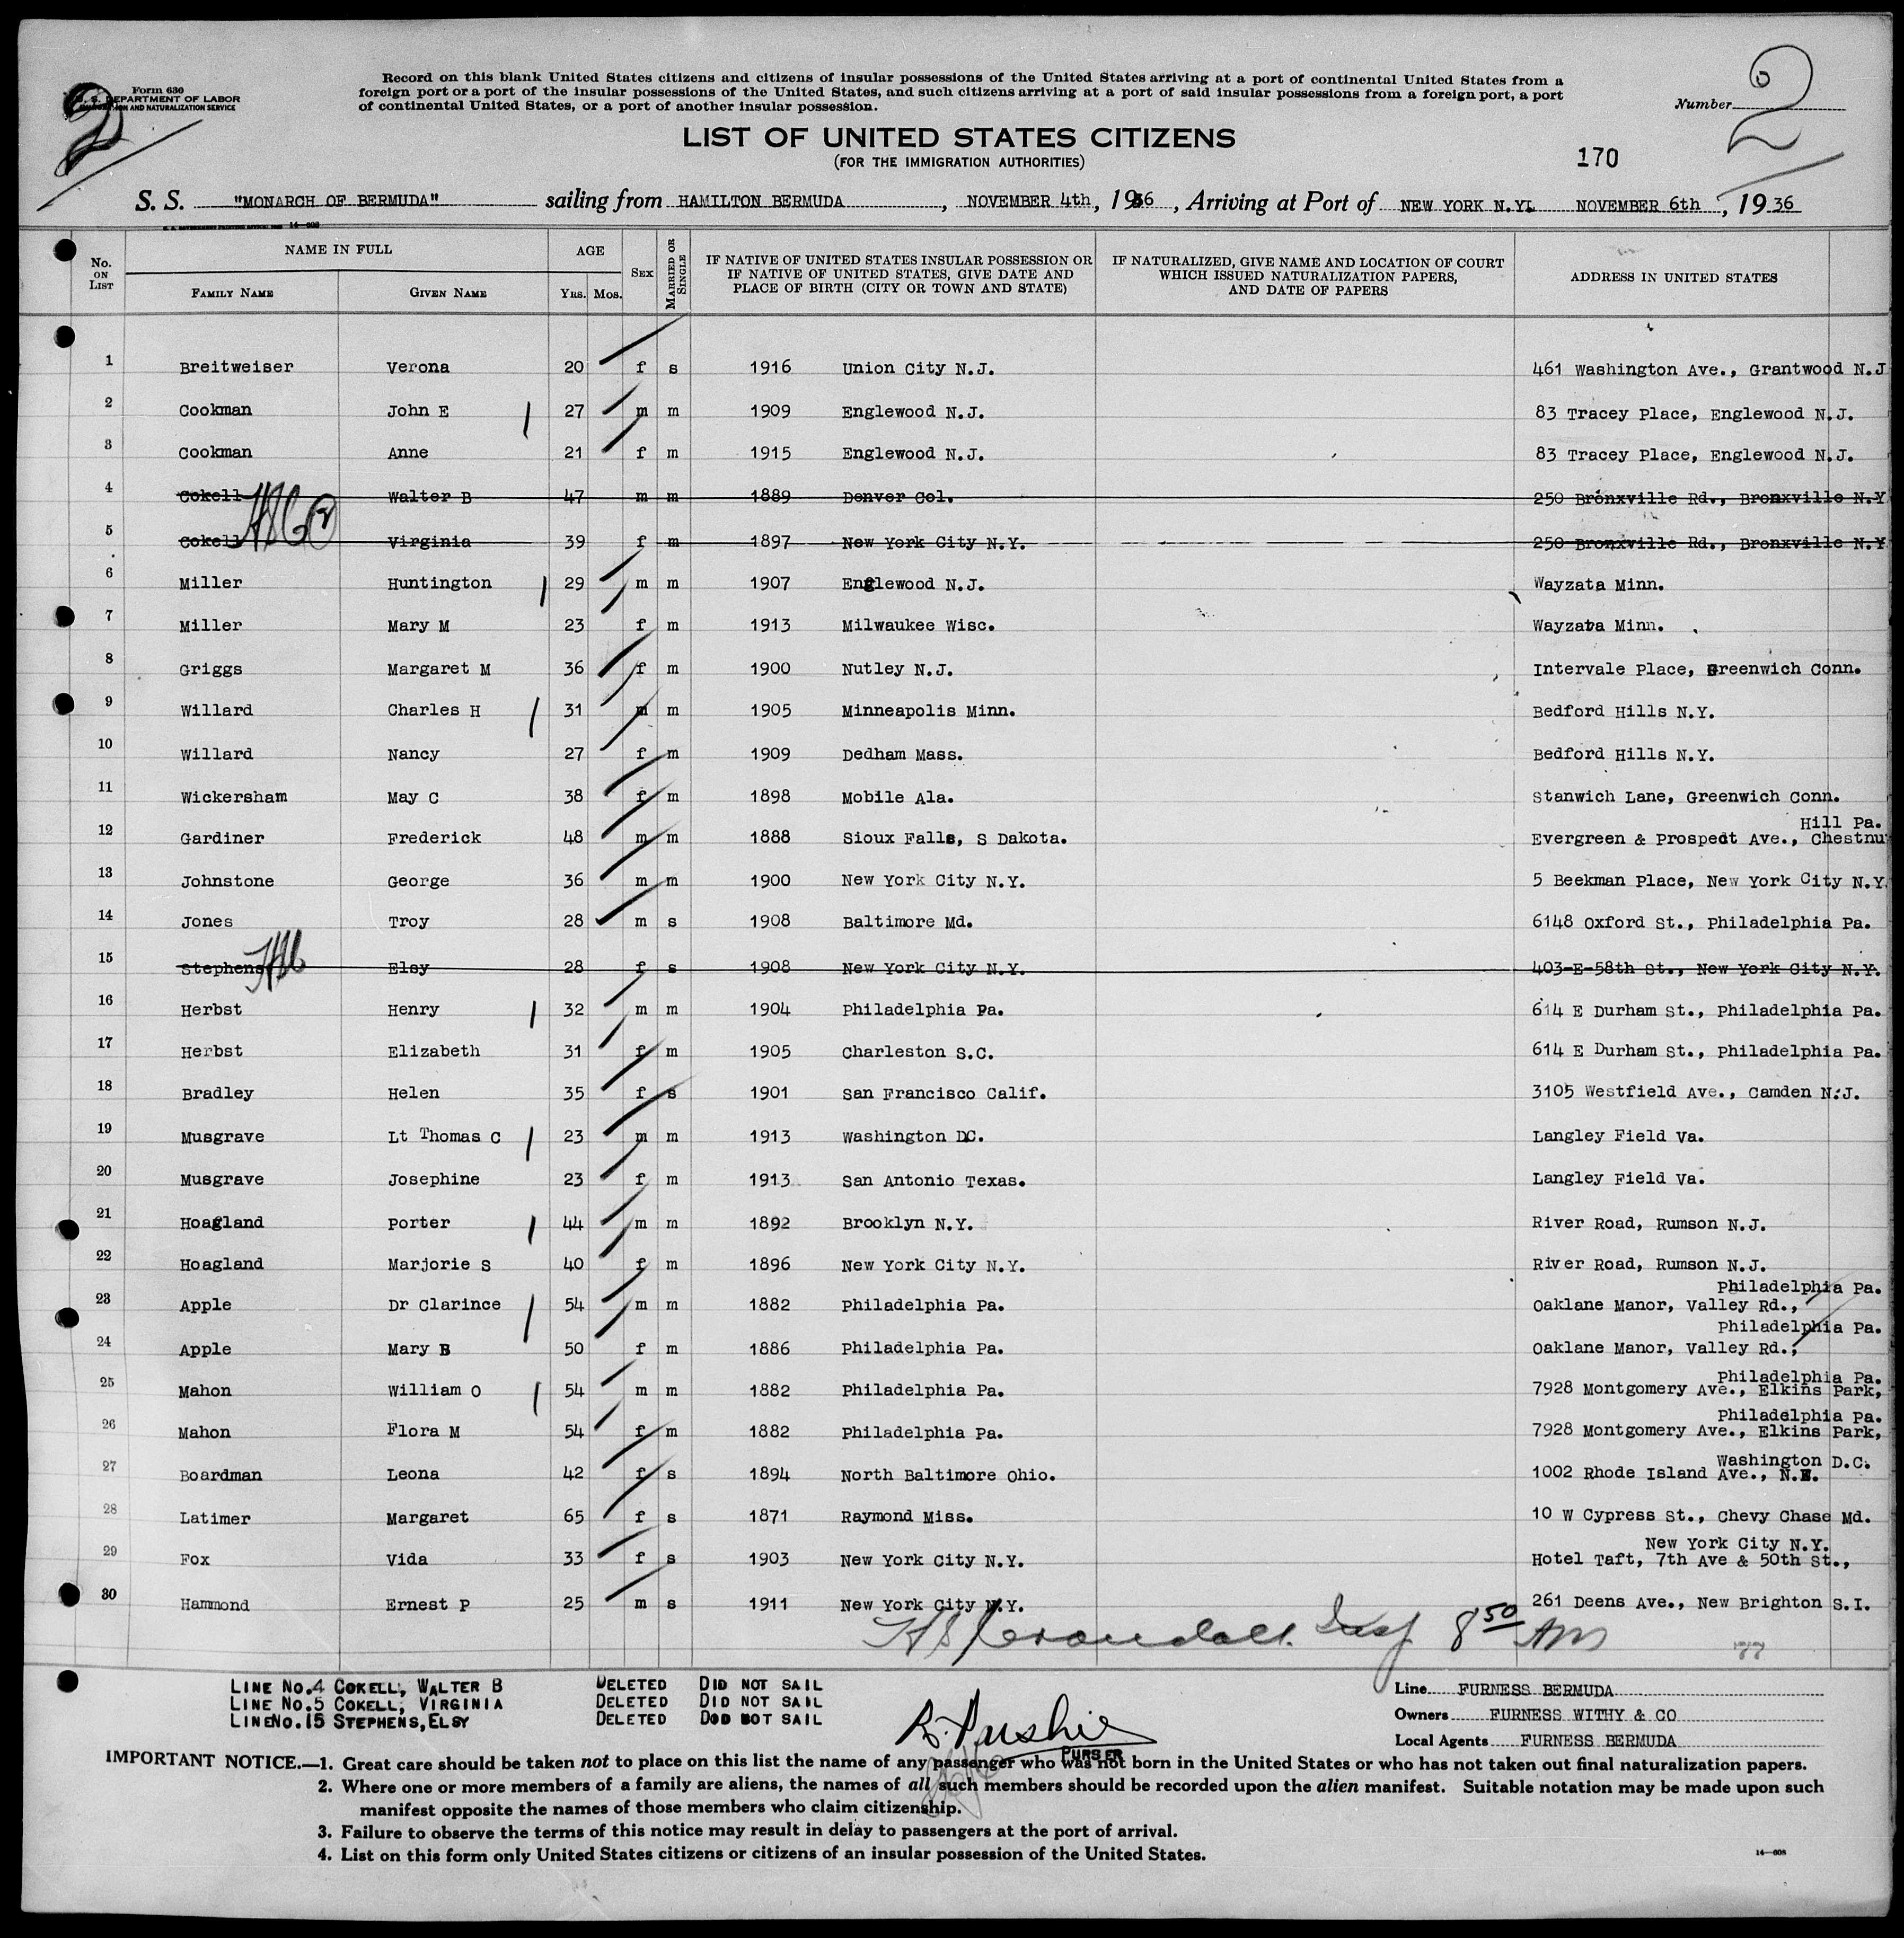 Form 630
U. S. DEPARTMENT OF LABOR
IMMIGRATION AND NATURALIZATION SERVICE
2
Record on this blank United States citizens and citizens of insular possessions of the United States arriving at a port of continental United States from a
foreign port or a port of the insular possessions of the United States, and such citizens arriving at a port of said insular possessions from a foreign port, a port
of continental United States, or a port of another insular possession.
Number 2
LIST OF UNITED STATES CITIZENS
(FOR THE IMMIGRATION AUTHORITIES)
170
S. S. "MONARCH OF BERMUDA" sailing from HAMILTON BERMUDA, NOVEMBER 4th, 1936, Arriving at Port of NEW YORK N.Y. NOVEMBER 6th, 1936
No. ON LIST NAME IN FULL AGE SEX MARRIED OR SINGLE IF NATIVE OF UNITED STATES INSULAR POSSESSION OR IF NATIVE OF UNITED STATES, GIVE DATE AND PLACE OF BIRTH (CITY OR TOWN AND STATE) IF NATURALIZED, GIVE NAME AND LOCATION OF COURT WHICH ISSUED NATURALIZATION PAPERS, AND DATE OF PAPERS ADDRESS IN UNITED STATES
FAMILY NAME GIVEN NAME YRS. MOS.
1 Breitweiser Verona 20 f s 1916 Union City N.J. 461 Washington Ave., Grantwood N.J
2 Cookman John E 27 m m 1909 Englewood N.J. 83 Tracey Place, Englewood N.J.
3 Cookman Anne 21 f m 1915 Englewood N.J. 83 Tracey Place, Englewood N.J.
4 Cokell Walter B 47 m m 1889 Denver Col. 250 Bronxville Rd., Bronxville N.Y
5 Cokell Virginia 39 f m 1897 New York City N.Y. 250 Bronxville Rd., Bronxville N.Y
6 Miller Huntington 29 m m 1907 Englewood N.J. Wayzata Minn.
7 Miller Mary M 23 f m 1913 Milwaukee Wisc. Wayzata Minn.
8 Griggs Margaret M 36 f m 1900 Nutley N.J. Intervale Place, Greenwich Conn.
9 Willard Charles H 31 m m 1905 Minneapolis Minn. Bedford Hills N.Y.
10 Willard Nancy 27 f m 1909 Dedham Mass. Bedford Hills N.Y.
11 Wickersham May C 38 f m 1898 Mobile Ala. Stanwich Lane, Greenwich Conn.
Hill Pa.
12 Gardiner Frederick 48 m m 1888 Sioux Falls, S Dakota. Evergreen & Prospect Ave., Chestnu
13 Johnstone George 36 m m 1900 New York City N.Y. 5 Beekman Place, New York City N.Y.
14 Jones Troy 28 m s 1908 Baltimore Md. 6148 Oxford St., Philadelphia Pa.
15 Stephens Elsy 28 f s 1908 New York City N.Y. 403-E-58th St., New York City N.Y.
16 Herbst Henry 32 m m 1904 Philadelphia Pa. 614 E Durham St., Philadelphia Pa.
17 Herbst Elizabeth 31 f m 1905 Charleston S.C. 614 E Durham St., Philadelphia Pa.
18 Bradley Helen 35 f s 1901 San Francisco Calif. 3105 Westfield Ave., Camden N.J.
19 Musgrave Lt Thomas C 23 m m 1913 Washington DC. Langley Field Va.
20 Musgrave Josephine 23 f m 1913 San Antonio Texas. Langley Field Va.
21 Hoagland Porter 44 m m 1892 Brooklyn N.Y. River Road, Rumson N.J.
22 Hoagland Marjorie S 40 f m 1896 New York City N.Y. River Road, Rumson N.J.
Philadelphia Pa.
23 Apple Dr Clarince 54 m m 1882 Philadelphia Pa. Oaklane Manor, Valley Rd.,
Philadelphia Pa.
24 Apple Mary B 50 f m 1886 Philadelphia Pa. Oaklane Manor, Valley Rd.,
Philadelphia Pa.
25 Mahon William O 54 m m 1882 Philadelphia Pa. 7928 Montgomery Ave., Elkins Park,
Philadelphia Pa.
26 Mahon Flora M 54 f m 1882 Philadelphia Pa. 7928 Montgomery Ave., Elkins Park,
Washington D.C.
27 Boardman Leona 42 f s 1894 North Baltimore Ohio. 1002 Rhode Island Ave., N.E.
28 Latimer Margaret 65 f s 1871 Raymond Miss. 10 W Cypress St., Chevy Chase Md.
New York City N.Y.
29 Fox Vida 33 f s 1903 New York City N.Y. Hotel Taft, 7th Ave & 50th St.,
30 Hammond Ernest P 25 m s 1911 New York City N.Y. 261 Deens Ave., New Brighton S.I.
Crandall Insp 8 50 AM
77
LINE No.4 COKELL, WALTER B DELETED DID NOT SAIL
LINE No.5 COKELL, VIRGINIA DELETED DID NOT SAIL
LINE No.15 STEPHENS, ELSY DELETED DOD NOT SAIL
PURSER
Line FURNESS BERMUDA
Owners FURNESS WITHY & CO
Local Agents FURNESS BERMUDA
IMPORTANT NOTICE.—1. Great care should be taken not to place on this list the name of any passenger who was not born in the United States or who has not taken out final naturalization papers.
2. Where one or more members of a family are aliens, the names of all such members should be recorded upon the alien manifest. Suitable notation may be made upon such
manifest opposite the names of those members who claim citizenship.
3. Failure to observe the terms of this notice may result in delay to passengers at the port of arrival.
4. List on this form only United States citizens or citizens of an insular possession of the United States.
14—608